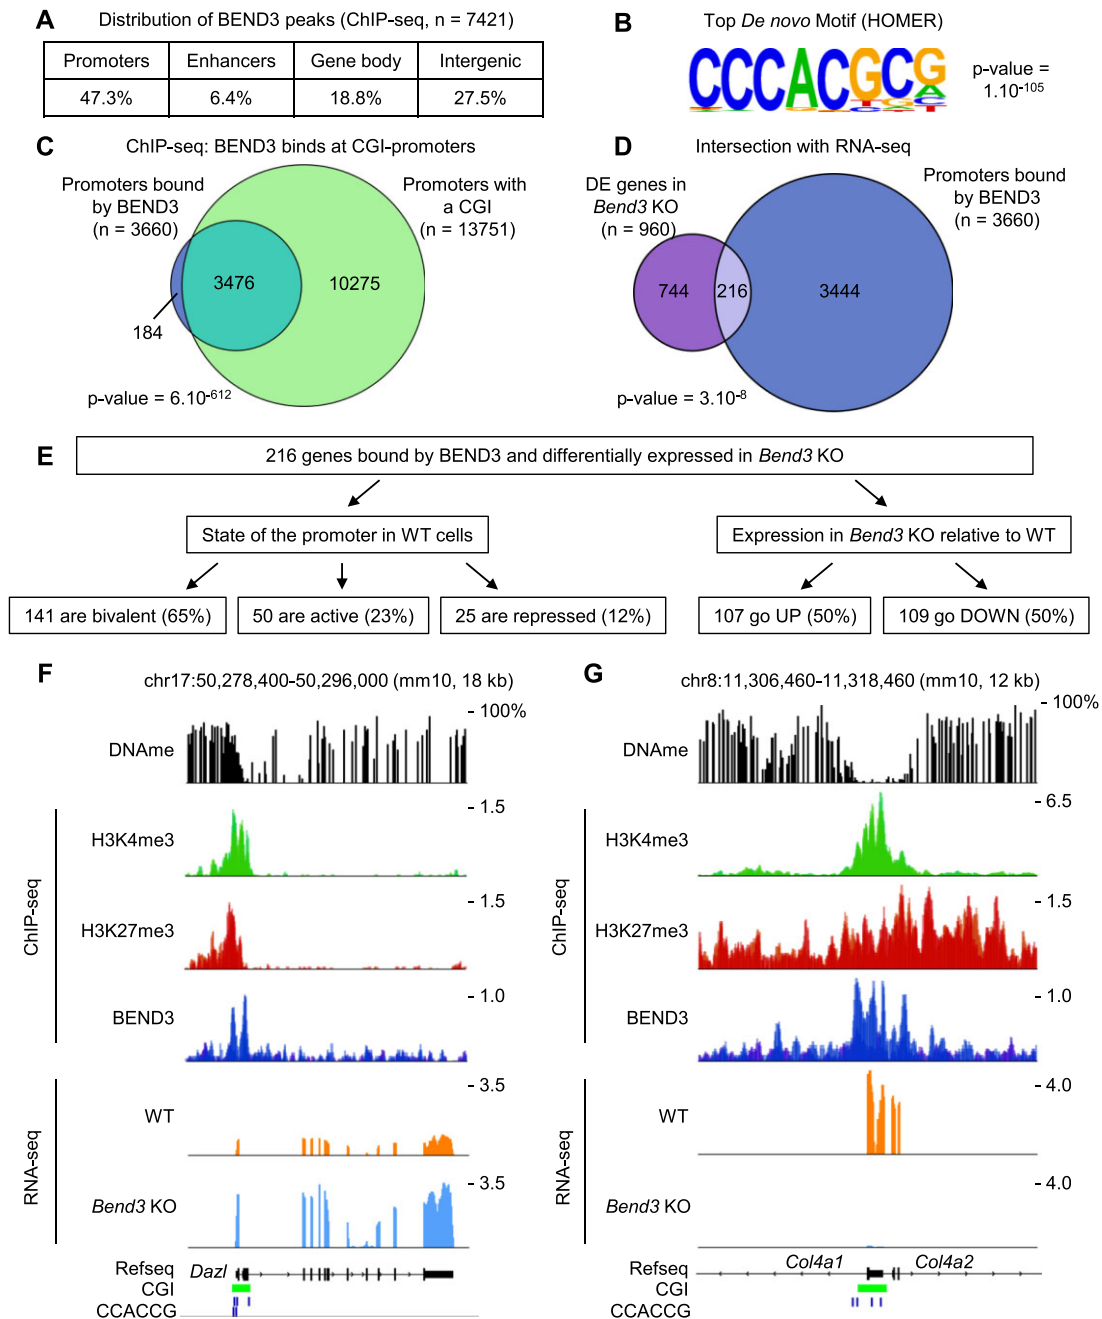 A
Distribution of BEND3 peaks (ChIP-seq, n = 7421)
Promoters Enhancers Gene body Intergenic
47.3% 6.4% 18.8% 27.5%
B
Top De novo Motif (HOMER)
CCCACGCG
p-value =
1.10-105
C
ChIP-seq: BEND3 binds at CGI-promoters
Promoters bound
by BEND3
(n = 3660)
Promoters with
a CGI
(n = 13751)
3476
10275
184
p-value = 6.10-612
D
Intersection with RNA-seq
DE genes in
Bend3 KO
(n = 960)
Promoters bound
by BEND3
(n = 3660)
744
216
3444
p-value = 3.10-8
E
216 genes bound by BEND3 and differentially expressed in Bend3 KO
State of the promoter in WT cells
Expression in Bend3 KO relative to WT
141 are bivalent (65%)
50 are active (23%)
25 are repressed (12%)
107 go UP (50%)
109 go DOWN (50%)
F
chr17:50,278,400-50,296,000 (mm10, 18 kb)
- 100%
DNAme
- 1.5
H3K4me3
- 1.5
H3K27me3
- 1.0
BEND3
ChIP-seq
- 3.5
WT
- 3.5
Bend3 KO
RNA-seq
Refseq
Dazl
CGI
CCACCG
G
chr8:11,306,460-11,318,460 (mm10, 12 kb)
- 100%
DNAme
- 6.5
H3K4me3
- 1.5
H3K27me3
- 1.0
BEND3
ChIP-seq
- 4.0
WT
- 4.0
Bend3 KO
RNA-seq
Col4a1
Col4a2
Refseq
CGI
CCACCG